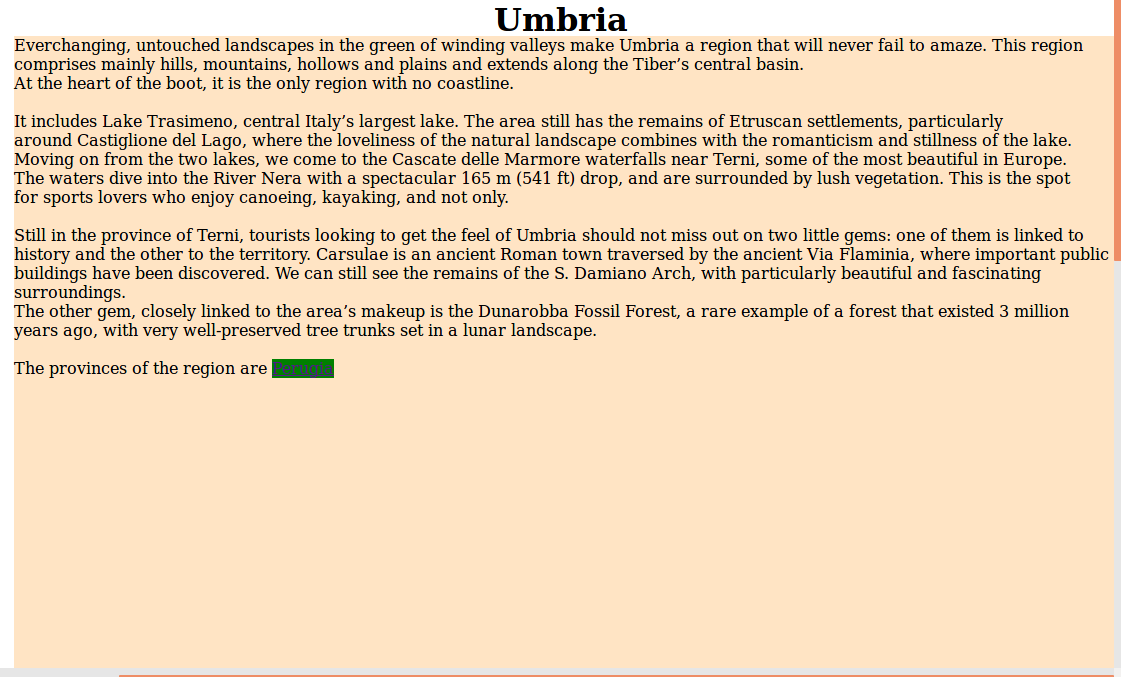 Umbria
Everchanging, untouched landscapes in the green of winding valleys make Umbria a region that will never fail to amaze. This region
comprises mainly hills, mountains, hollows and plains and extends along the Tiber’s central basin.
At the heart of the boot, it is the only region with no coastline.
It includes Lake Trasimeno, central Italy’s largest lake. The area still has the remains of Etruscan settlements, particularly
around Castiglione del Lago, where the loveliness of the natural landscape combines with the romanticism and stillness of the lake.
Moving on from the two lakes, we come to the Cascate delle Marmore waterfalls near Terni, some of the most beautiful in Europe.
The waters dive into the River Nera with a spectacular 165 m (541 ft) drop, and are surrounded by lush vegetation. This is the spot
for sports lovers who enjoy canoeing, kayaking, and not only.
Still in the province of Terni, tourists looking to get the feel of Umbria should not miss out on two little gems: one of them is linked to
history and the other to the territory. Carsulae is an ancient Roman town traversed by the ancient Via Flaminia, where important public
buildings have been discovered. We can still see the remains of the S. Damiano Arch, with particularly beautiful and fascinating
surroundings.
The other gem, closely linked to the area’s makeup is the Dunarobba Fossil Forest, a rare example of a forest that existed 3 million
years ago, with very well-preserved tree trunks set in a lunar landscape.
The provinces of the region are Perugia